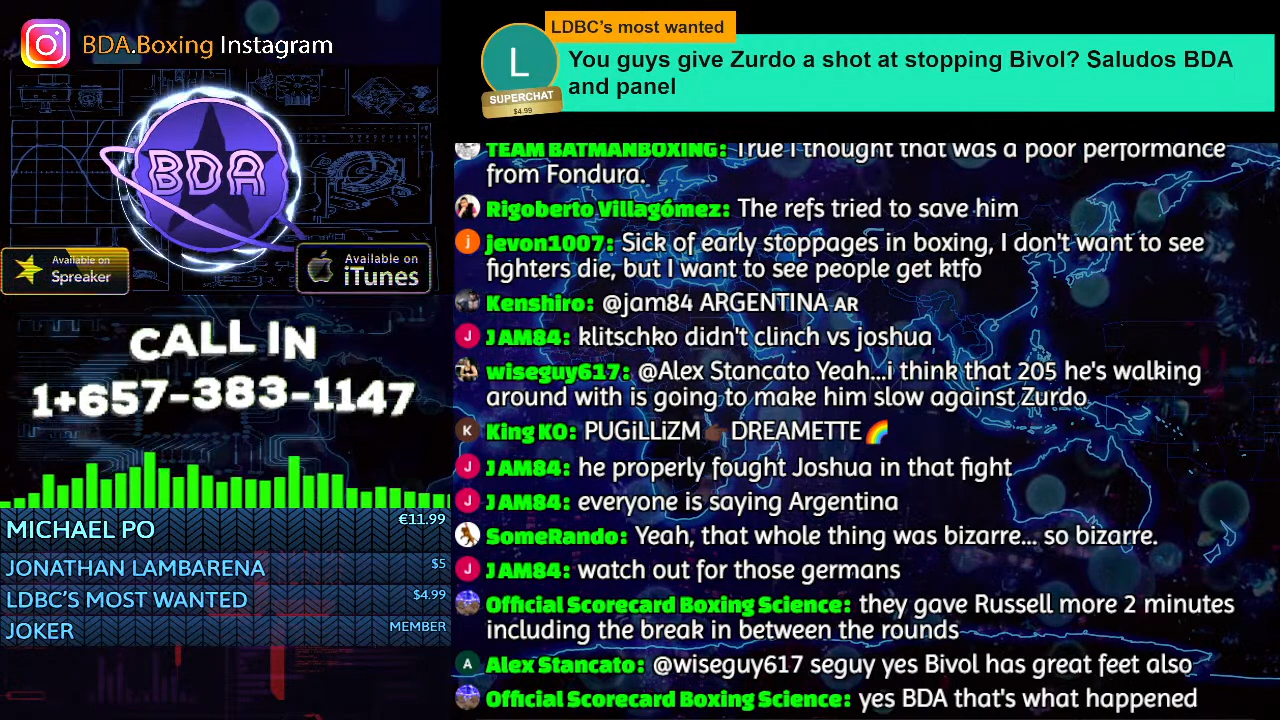 BDA.Boxing Instagram
BDA
Available on
Spreaker
Available on
iTunes
CALL IN
1+657-383-1147
MICHAEL PO €11.99
JONATHAN LAMBARENA $5
LDBC'S MOST WANTED $4.99
JOKER MEMBER
LDBC's most wanted
L
SUPERCHAT
$4.99
You guys give Zurdo a shot at stopping Bivol? Saludos BDA
and panel
TEAM BATMANBOXING: True I thought that was a poor performance
from Fondura.
Rigoberto Villagómez: The refs tried to save him
j jevon1007: Sick of early stoppages in boxing, I don't want to see
fighters die, but I want to see people get ktfo
Kenshiro: @jam84 ARGENTINA AR
J JAM84: klitschko didn't clinch vs joshua
wiseguy617: @Alex Stancato Yeah...i think that 205 he's walking
around with is going to make him slow against Zurdo
K King KO: PUGiLLiZM👉🏾DREAMETTE🌈
J JAM84: he properly fought Joshua in that fight
J JAM84: everyone is saying Argentina
SomeRando: Yeah, that whole thing was bizarre... so bizarre.
J JAM84: watch out for those germans
Official Scorecard Boxing Science: they gave Russell more 2 minutes
including the break in between the rounds
A Alex Stancato: @wiseguy617 seguy yes Bivol has great feet also
Official Scorecard Boxing Science: yes BDA that's what happened